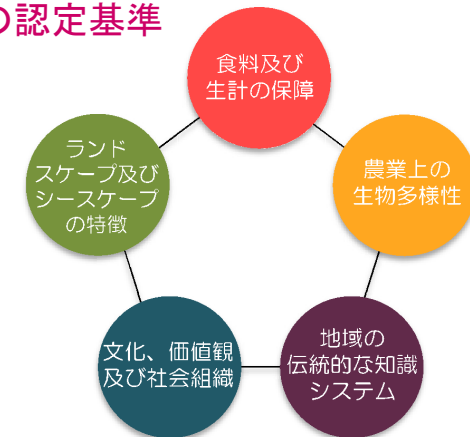 の認定基準
食料及び
生計の保障
農業上の
生物多様性
地域の
伝統的な知識
システム
文化、価値観
及び社会組織
ランド
スケープ及び
シースケープ
の特徴